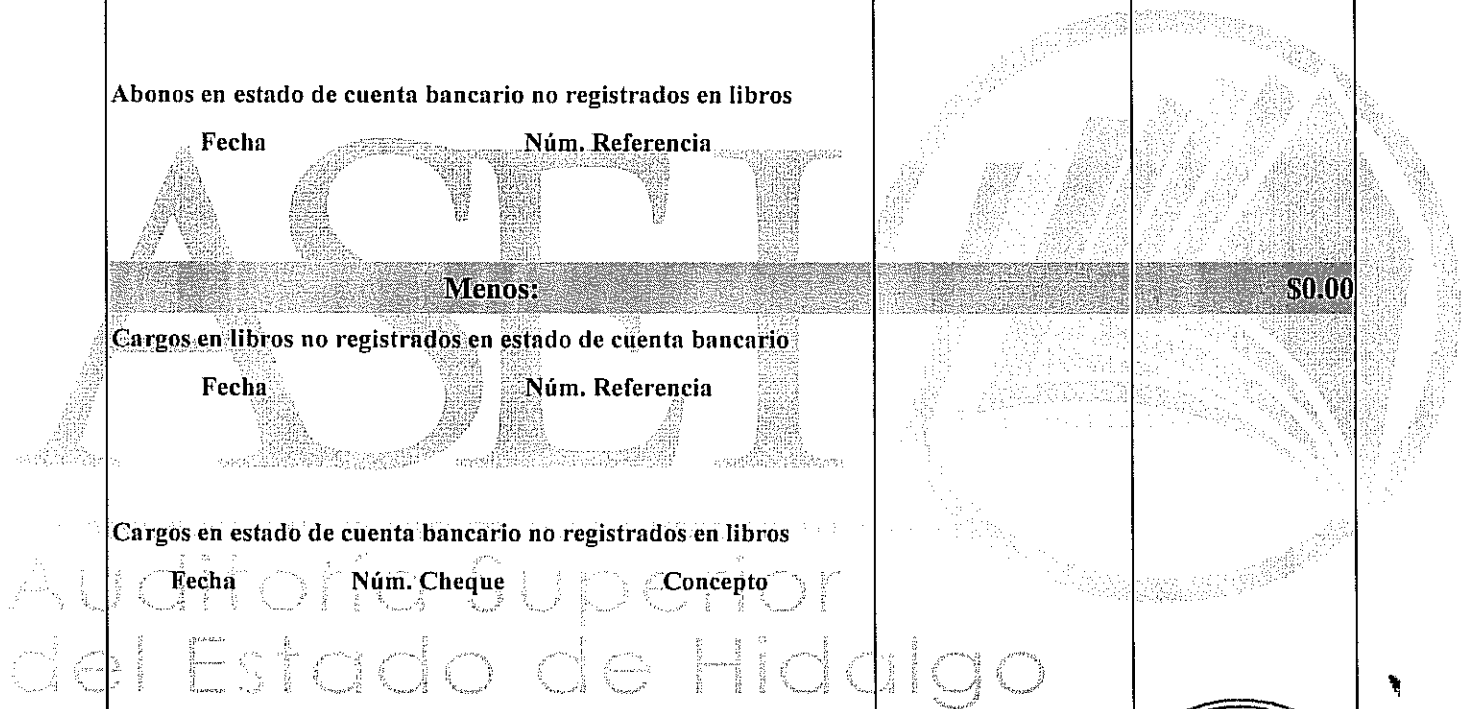 Abonos en estado de cuenta bancario no registrados en libros
Fecha Núm. Referencia
Menos: $0.00
Cargos en libros no registrados en estado de cuenta bancario
Fecha Núm. Referencia
Cargos en estado de cuenta bancario no registrados en libros
Fecha Núm. Cheque Concepto
ASEH
Auditoría Superior
del Estado de Hidalgo